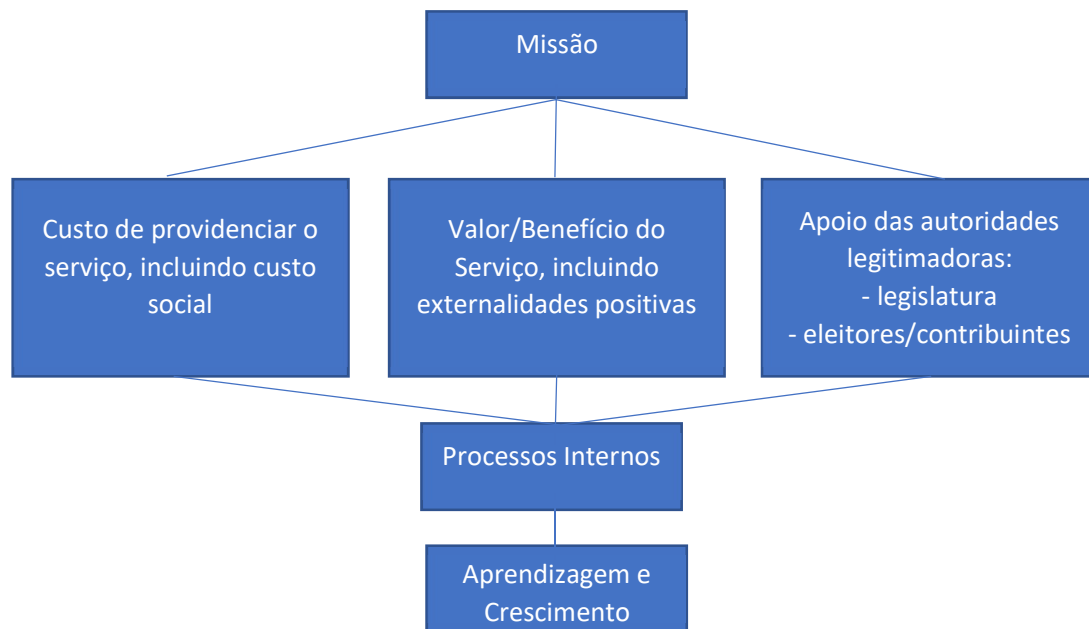 Missão
Custo de providenciar o
serviço, incluindo custo
social
Valor/Benefício do
Serviço, incluindo
externalidades positivas
Apoio das autoridades
legitimadoras:
- legislatura
- eleitores/contribuintes
Processos Internos
Aprendizagem e
Crescimento